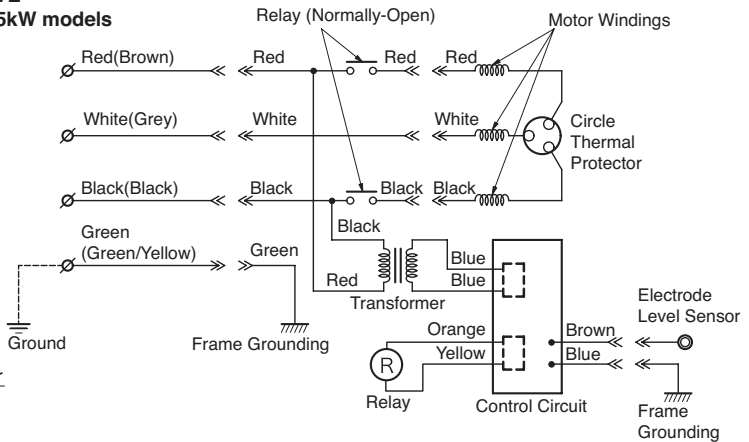 5kW models
Relay (Normally-Open)
Motor Windings
Red(Brown)
Red
Red
Red
White(Grey)
White
White
Circle
Thermal
Protector
Black(Black)
Black
Black
Black
Black
Green
(Green/Yellow)
Green
Red
Blue
Blue
Transformer
Electrode
Level Sensor
Ground
Frame Grounding
Orange
Brown
Yellow
Blue
R
Relay
Control Circuit
Frame
Grounding